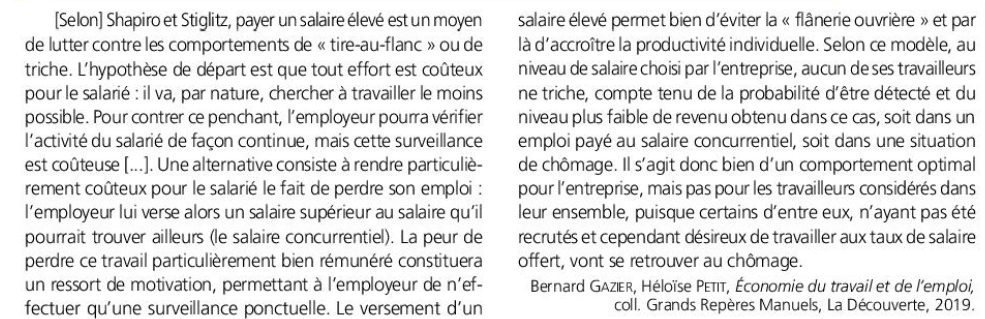 [Selon] Shapiro et Stiglitz, payer un salaire élevé est un moyen
de lutter contre les comportements de « tire-au-flanc » ou de
triche. L’hypothèse de départ est que tout effort est coûteux
pour le salarié : il va, par nature, chercher à travailler le moins
possible. Pour contrer ce penchant, l’employeur pourra vérifier
l’activité du salarié de façon continue, mais cette surveillance
est coûteuse [...]. Une alternative consiste à rendre particuliè-
rement coûteux pour le salarié le fait de perdre son emploi :
l’employeur lui verse alors un salaire supérieur au salaire qu’il
pourrait trouver ailleurs (le salaire concurrentiel). La peur de
perdre ce travail particulièrement bien rémunéré constituera
un ressort de motivation, permettant à l’employeur de n’ef-
fectuer qu’une surveillance ponctuelle. Le versement d’un
salaire élevé permet bien d’éviter la « flânerie ouvrière » et par
là d’accroître la productivité individuelle. Selon ce modèle, au
niveau de salaire choisi par l’entreprise, aucun de ses travailleurs
ne triche, compte tenu de la probabilité d’être détecté et du
niveau plus faible de revenu obtenu dans ce cas, soit dans un
emploi payé au salaire concurrentiel, soit dans une situation
de chômage. Il s’agit donc bien d’un comportement optimal
pour l’entreprise, mais pas pour les travailleurs considérés dans
leur ensemble, puisque certains d’entre eux, n’ayant pas été
recrutés et cependant désireux de travailler aux taux de salaire
offert, vont se retrouver au chômage.
Bernard GAZIER, Héloïse PETIT, Économie du travail et de l’emploi,
coll. Grands Repères Manuels, La Découverte, 2019.